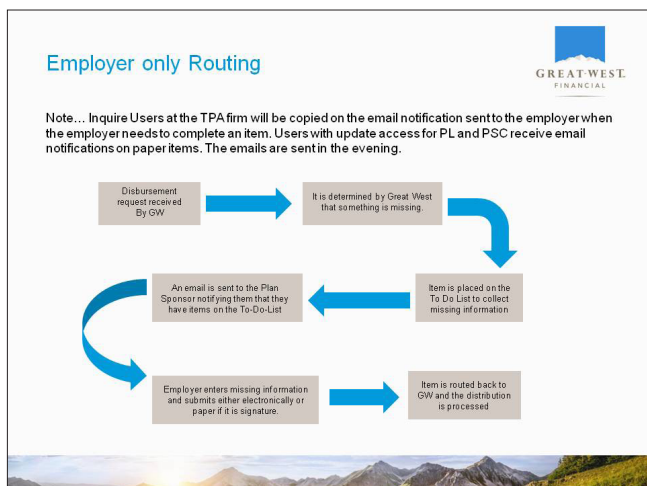 Employer only Routing
GREAT-WEST
FINANCIAL
Note... Inquire Users at the TPA firm will be copied on the email notification sent to the employer when
the employer needs to complete an item. Users with update access for PL and PSC receive email
notifications on paper items. The emails are sent in the evening.
Disbursement
request received
By GW
It is determined by Great West
that something is missing.
An email is sent to the Plan
Sponsor notifying them that they
have items on the To-Do-List
Item is placed on the
To Do List to collect
missing information
Employer enters missing information
and submits either electronically or
paper if it is signature.
Item is routed back to
GW and the distribution
is processed